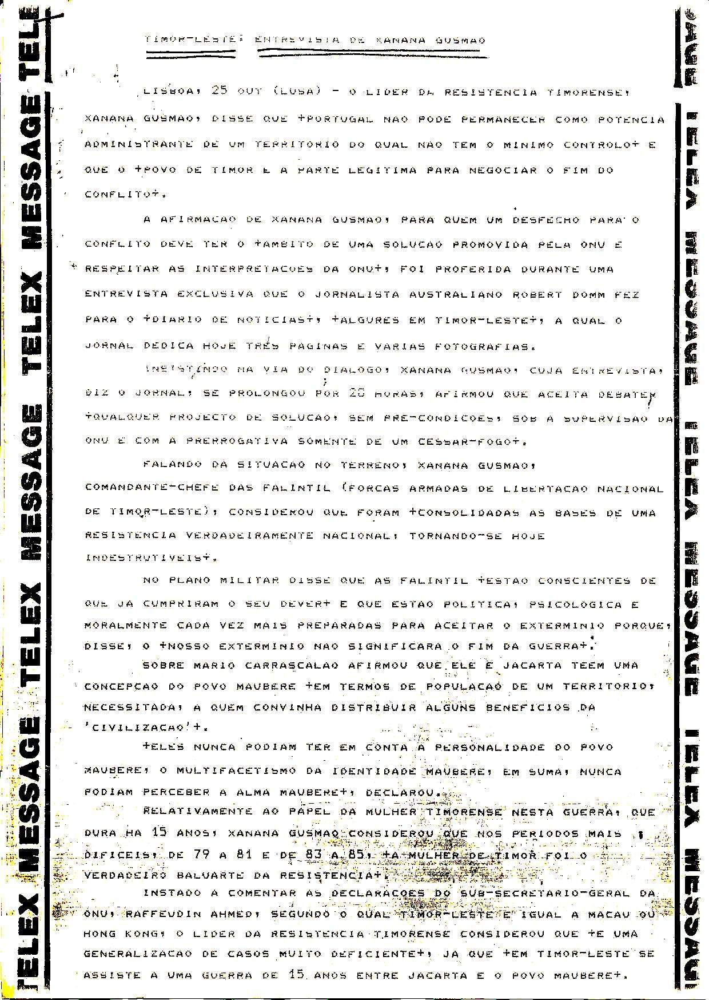 TIMOR-LESTE: ENTREVISTA DE XANANA GUSMAO
LISBOA, 25 OUT (LUSA) - O LIDER DA RESISTENCIA TIMORENSE,
XANANA GUSMAO, DISSE QUE +PORTUGAL NAO PODE PERMANECER COMO POTENCIA
ADMINISTRANTE DE UM TERRITORIO DO QUAL NAO TEM O MINIMO CONTROLO+ E
QUE O +POVO DE TIMOR E A PARTE LEGITIMA PARA NEGOCIAR O FIM DO
CONFLITO+.
A AFIRMACAO DE XANANA GUSMAO, PARA QUEM UM DESFECHO PARA O
CONFLITO DEVE TER O +AMBITO DE UMA SOLUCAO PROMOVIDA PELA ONU E
RESPEITAR AS INTERPRETACOES DA ONU+, FOI PROFERIDA DURANTE UMA
ENTREVISTA EXCLUSIVA QUE O JORNALISTA AUSTRALIANO ROBERT DOMM FEZ
PARA O +DIARIO DE NOTICIAS+, +ALGURES EM TIMOR-LESTE+, A QUAL O
JORNAL DEDICA HOJE TRES PAGINAS E VARIAS FOTOGRAFIAS.
INSISTINDO NA VIA DO DIALOGO, XANANA GUSMAO, CUJA ENTREVISTA,
DIZ O JORNAL, SE PROLONGOU POR 20 HORAS, AFIRMOU QUE ACEITA DEBATER
+QUALQUER PROJECTO DE SOLUCAO, SEM PRE-CONDICOES, SOB A SUPERVISAO DA
ONU E COM A PRERROGATIVA SOMENTE DE UM CESSAR-FOGO+.
FALANDO DA SITUACAO NO TERRENO, XANANA GUSMAO,
COMANDANTE-CHEFE DAS FALINTIL (FORCAS ARMADAS DE LIBERTACAO NACIONAL
DE TIMOR-LESTE), CONSIDEROU QUE FORAM +CONSOLIDADAS AS BASES DE UMA
RESISTENCIA VERDADEIRAMENTE NACIONAL, TORNANDO-SE HOJE
INDESTRUTIVEIS+.
NO PLANO MILITAR DISSE QUE AS FALINTIL +ESTAO CONSCIENTES DE
QUE JA CUMPRIRAM O SEU DEVER+ E QUE ESTAO POLITICA, PSICOLOGICA E
MORALMENTE CADA VEZ MAIS PREPARADAS PARA ACEITAR O EXTERMINIO PORQUE,
DISSE, O +NOSSO EXTERMINIO NAO SIGNIFICARA O FIM DA GUERRA+.
SOBRE MARIO CARRASCALAO AFIRMOU QUE ELE E JACARTA TEEM UMA
CONCEPCAO DO POVO MAUBERE +EM TERMOS DE POPULACAO DE UM TERRITORIO,
NECESSITADA, A QUEM CONVINHA DISTRIBUIR ALGUNS BENEFICIOS DA
'CIVILIZACAO'+.
+ELES NUNCA PODIAM TER EM CONTA A PERSONALIDADE DO POVO
MAUBERE, O MULTIFACETISMO DA IDENTIDADE MAUBERE, EM SUMA, NUNCA
PODIAM PERCEBER A ALMA MAUBERE+, DECLAROU.
RELATIVAMENTE AO PAPEL DA MULHER TIMORENSE NESTA GUERRA, QUE
DURA HA 15 ANOS, XANANA GUSMAO CONSIDEROU QUE NOS PERIODOS MAIS
DIFICEIS, DE 79 A 81 E DE 83 A 85, +A MULHER DE TIMOR FOI O
VERDADEIRO BALUARTE DA RESISTENCIA+.
INSTADO A COMENTAR AS DECLARACOES DO SUB-SECRETARIO-GERAL DA
ONU, RAFFEUDIN AHMED, SEGUNDO O QUAL TIMOR-LESTE E IGUAL A MACAU OU
HONG KONG, O LIDER DA RESISTENCIA TIMORENSE CONSIDEROU QUE +E UMA
GENERALIZACAO DE CASOS MUITO DEFICIENTE+, JA QUE +EM TIMOR-LESTE SE
ASSISTE A UMA GUERRA DE 15 ANOS ENTRE JACARTA E O POVO MAUBERE+.
TELEX MESSAGE TELEX MESSAGE TELEX MESSAGE TELEX MESSAGE TELE
SAGE TELEX MESSAGE TELEX MESSAGE TELEX MESSAGE